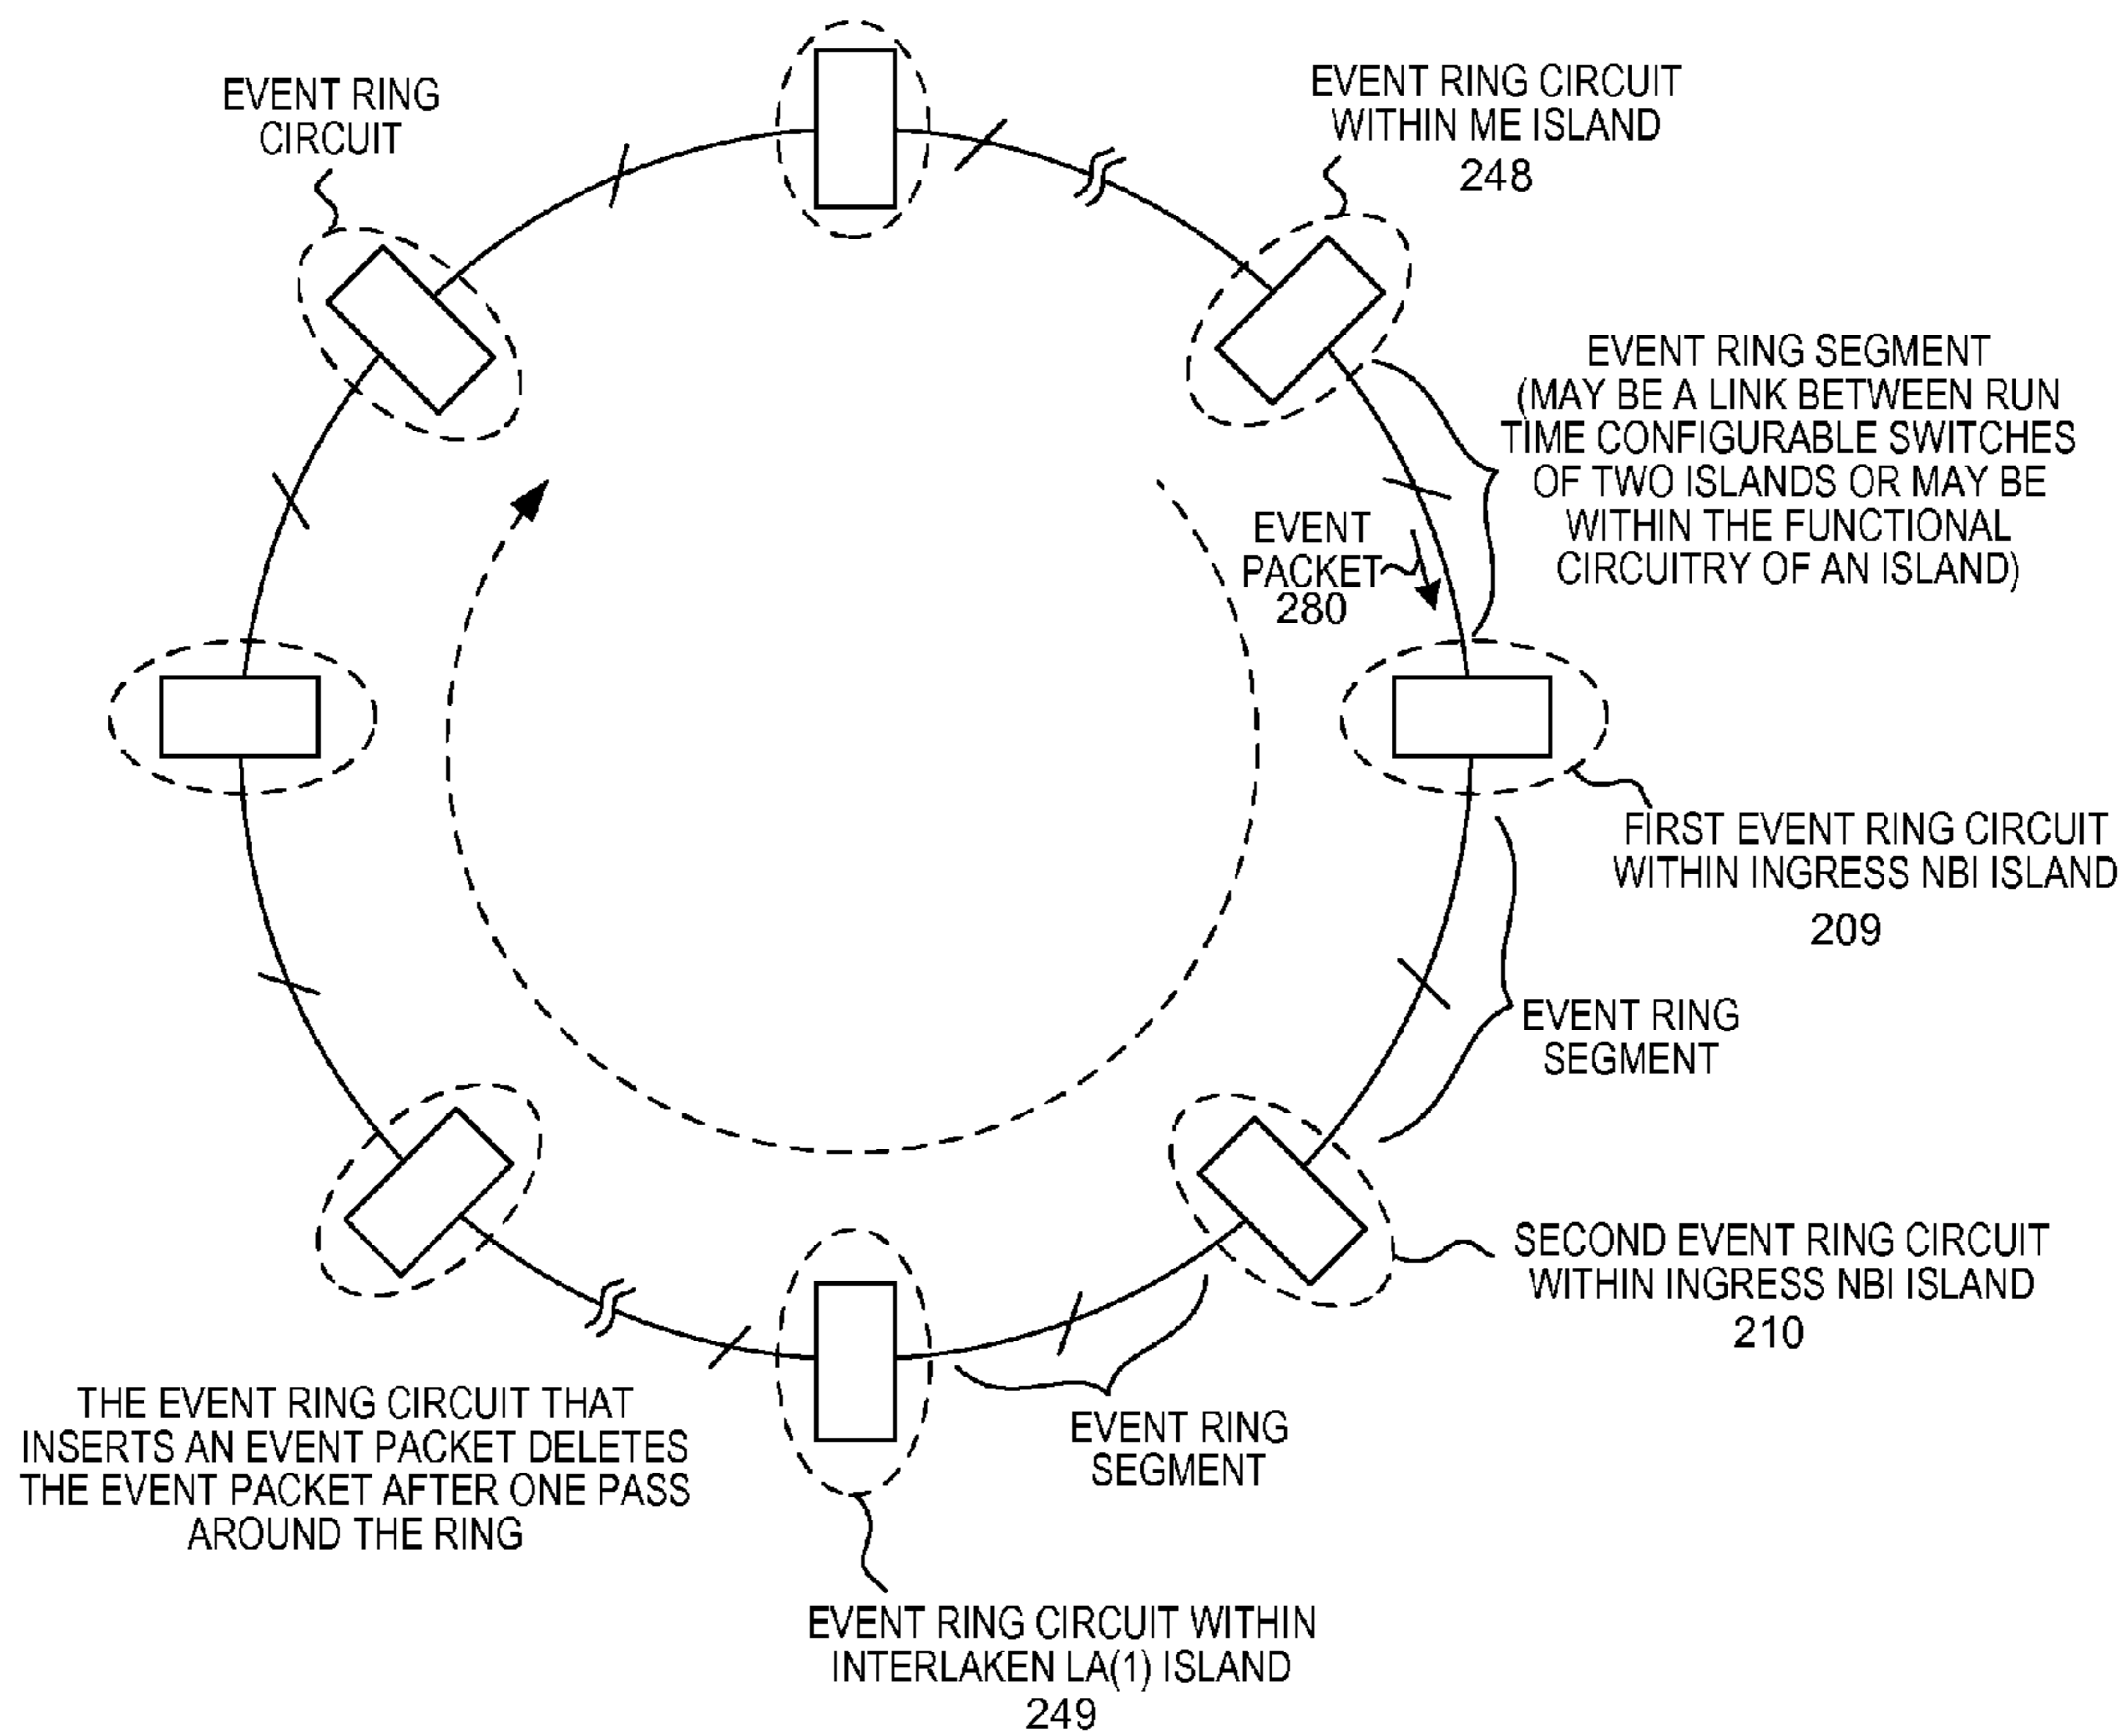 EVENT RING
CIRCUIT
EVENT RING CIRCUIT
WITHIN ME ISLAND
248
EVENT RING SEGMENT
(MAY BE A LINK BETWEEN RUN
TIME CONFIGURABLE SWITCHES
OF TWO ISLANDS OR MAY BE
WITHIN THE FUNCTIONAL
CIRCUITRY OF AN ISLAND)
EVENT
PACKET
280
FIRST EVENT RING CIRCUIT
WITHIN INGRESS NBI ISLAND
209
EVENT RING
SEGMENT
SECOND EVENT RING CIRCUIT
WITHIN INGRESS NBI ISLAND
210
THE EVENT RING CIRCUIT THAT
INSERTS AN EVENT PACKET DELETES
THE EVENT PACKET AFTER ONE PASS
AROUND THE RING
EVENT RING
SEGMENT
EVENT RING CIRCUIT WITHIN
INTERLAKEN LA(1) ISLAND
249